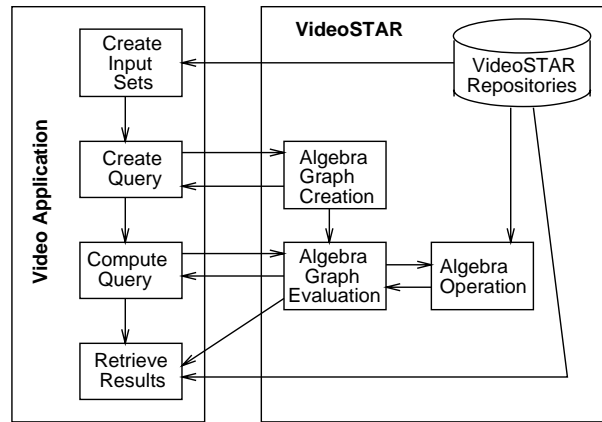 VideoSTAR
Video Application
Create
Input
Sets
VideoSTAR
Repositories
Create
Query
Algebra
Graph
Creation
Compute
Query
Algebra
Graph
Evaluation
Algebra
Operation
Retrieve
Results